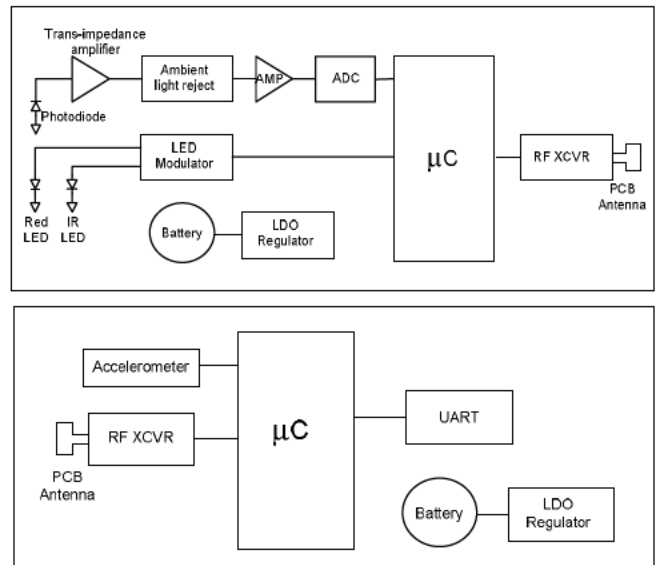 Trans-impedance
amplifier
Photodiode
Ambient
light reject
AMP
ADC
LED
Modulator
Red
LED
IR
LED
Battery
LDO
Regulator
μC
RF XCVR
PCB
Antenna
Accelerometer
RF XCVR
PCB
Antenna
μC
UART
Battery
LDO
Regulator